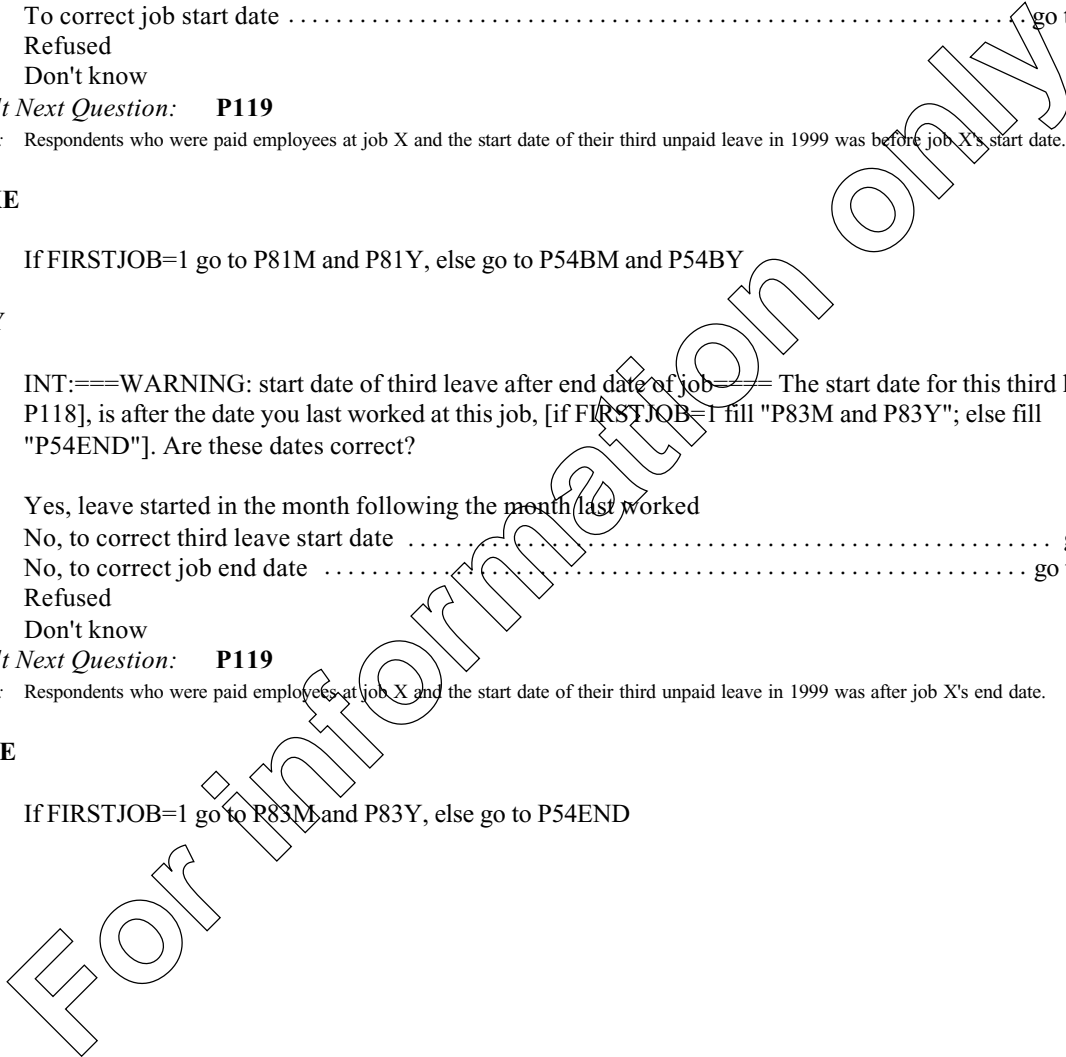 To correct job start date . . . . . . . . . . . . . . . . . . . . . . . . . . . . . . . . . . . . . . . . . . . . . . . . . . . . . . . . . . . . . . . . . . go t
Refused
Don't know
lt Next Question: P119
r Respondents who were paid employees at job X and the start date of their third unpaid leave in 1999 was before job X's start date.
If FIRSTJOB=1 go to P81M and P81Y, else go to P54BM and P54BY
Y
INT:===WARNING: start date of third leave after end date of job==== The start date for this third l
P118], is after the date you last worked at this job, [if FIRSTJOB=1 fill "P83M and P83Y"; else fill
"P54END"]. Are these dates correct?
Yes, leave started in the month following the month last worked
No, to correct third leave start date . . . . . . . . . . . . . . . . . . . . . . . . . . . . . . . . . . . . . . . . . . . . . . . . . . . . . . . . .
No, to correct job end date . . . . . . . . . . . . . . . . . . . . . . . . . . . . . . . . . . . . . . . . . . . . . . . . . . . . . . . . . . . . . . . go
Refused
Don't know
lt Next Question: P119
r Respondents who were paid employees at job X and the start date of their third unpaid leave in 1999 was after job X's end date.
E
If FIRSTJOB=1 go to P83M and P83Y, else go to P54END
For information only